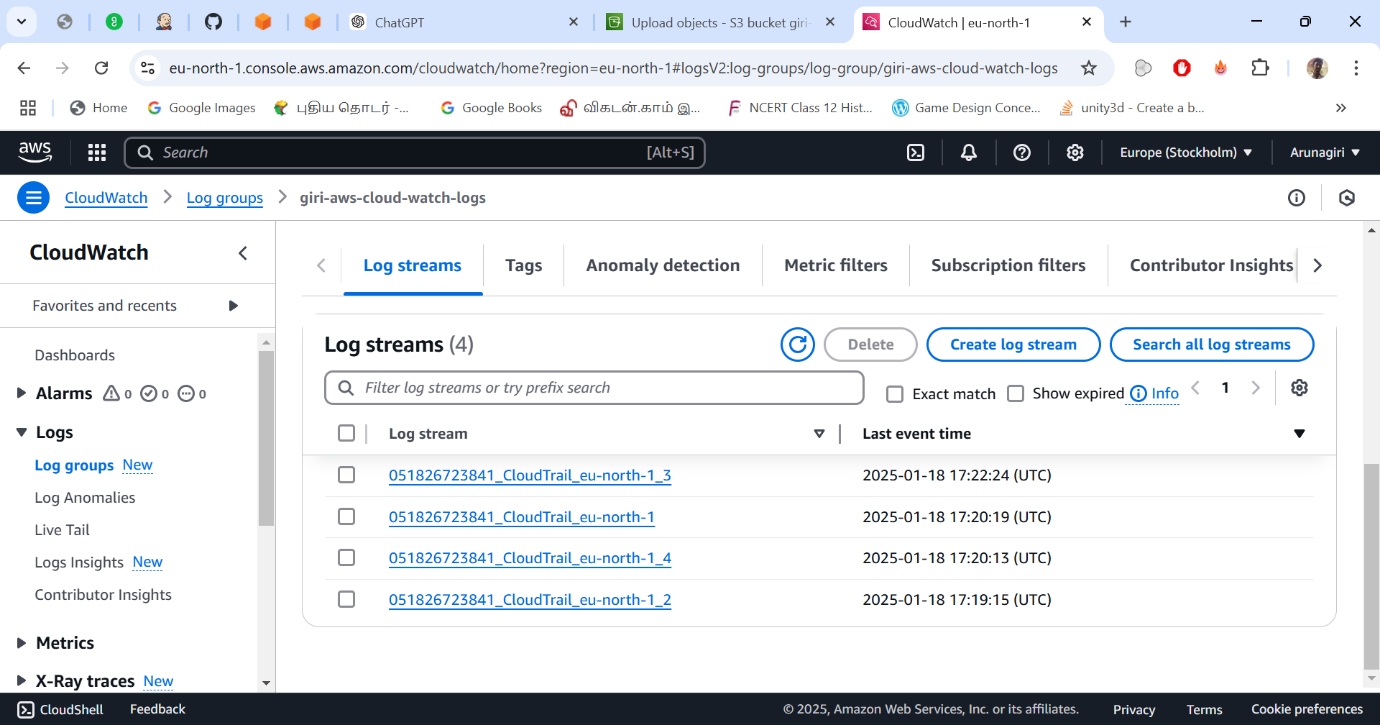 ChatGPT
Upload objects - S3 bucket giri-
CloudWatch | eu-north-1
eu-north-1.console.aws.amazon.com/cloudwatch/home?region=eu-north-1#logsV2:log-groups/log-group/giri-aws-cloud-watch-logs
Home
Google Images
புதிய தொடர் -...
Google Books
விகடன்.காம் இ...
NCERT Class 12 Hist...
Game Design Conce...
unity3d - Create a b...
aws
Search
[Alt+S]
Europe (Stockholm)
Arunagiri
CloudWatch
Log groups
giri-aws-cloud-watch-logs
CloudWatch
Favorites and recents
Dashboards
Alarms 0 0 0
Logs
Log groups New
Log Anomalies
Live Tail
Logs Insights New
Contributor Insights
Metrics
X-Ray traces New
Log streams
Tags
Anomaly detection
Metric filters
Subscription filters
Contributor Insights
Log streams (4)
Delete
Create log stream
Search all log streams
Filter log streams or try prefix search
Exact match
Show expired
Info
1
Log stream
Last event time
051826723841_CloudTrail_eu-north-1_3 2025-01-18 17:22:24 (UTC)
051826723841_CloudTrail_eu-north-1 2025-01-18 17:20:19 (UTC)
051826723841_CloudTrail_eu-north-1_4 2025-01-18 17:20:13 (UTC)
051826723841_CloudTrail_eu-north-1_2 2025-01-18 17:19:15 (UTC)
CloudShell
Feedback
© 2025, Amazon Web Services, Inc. or its affiliates.
Privacy
Terms
Cookie preferences